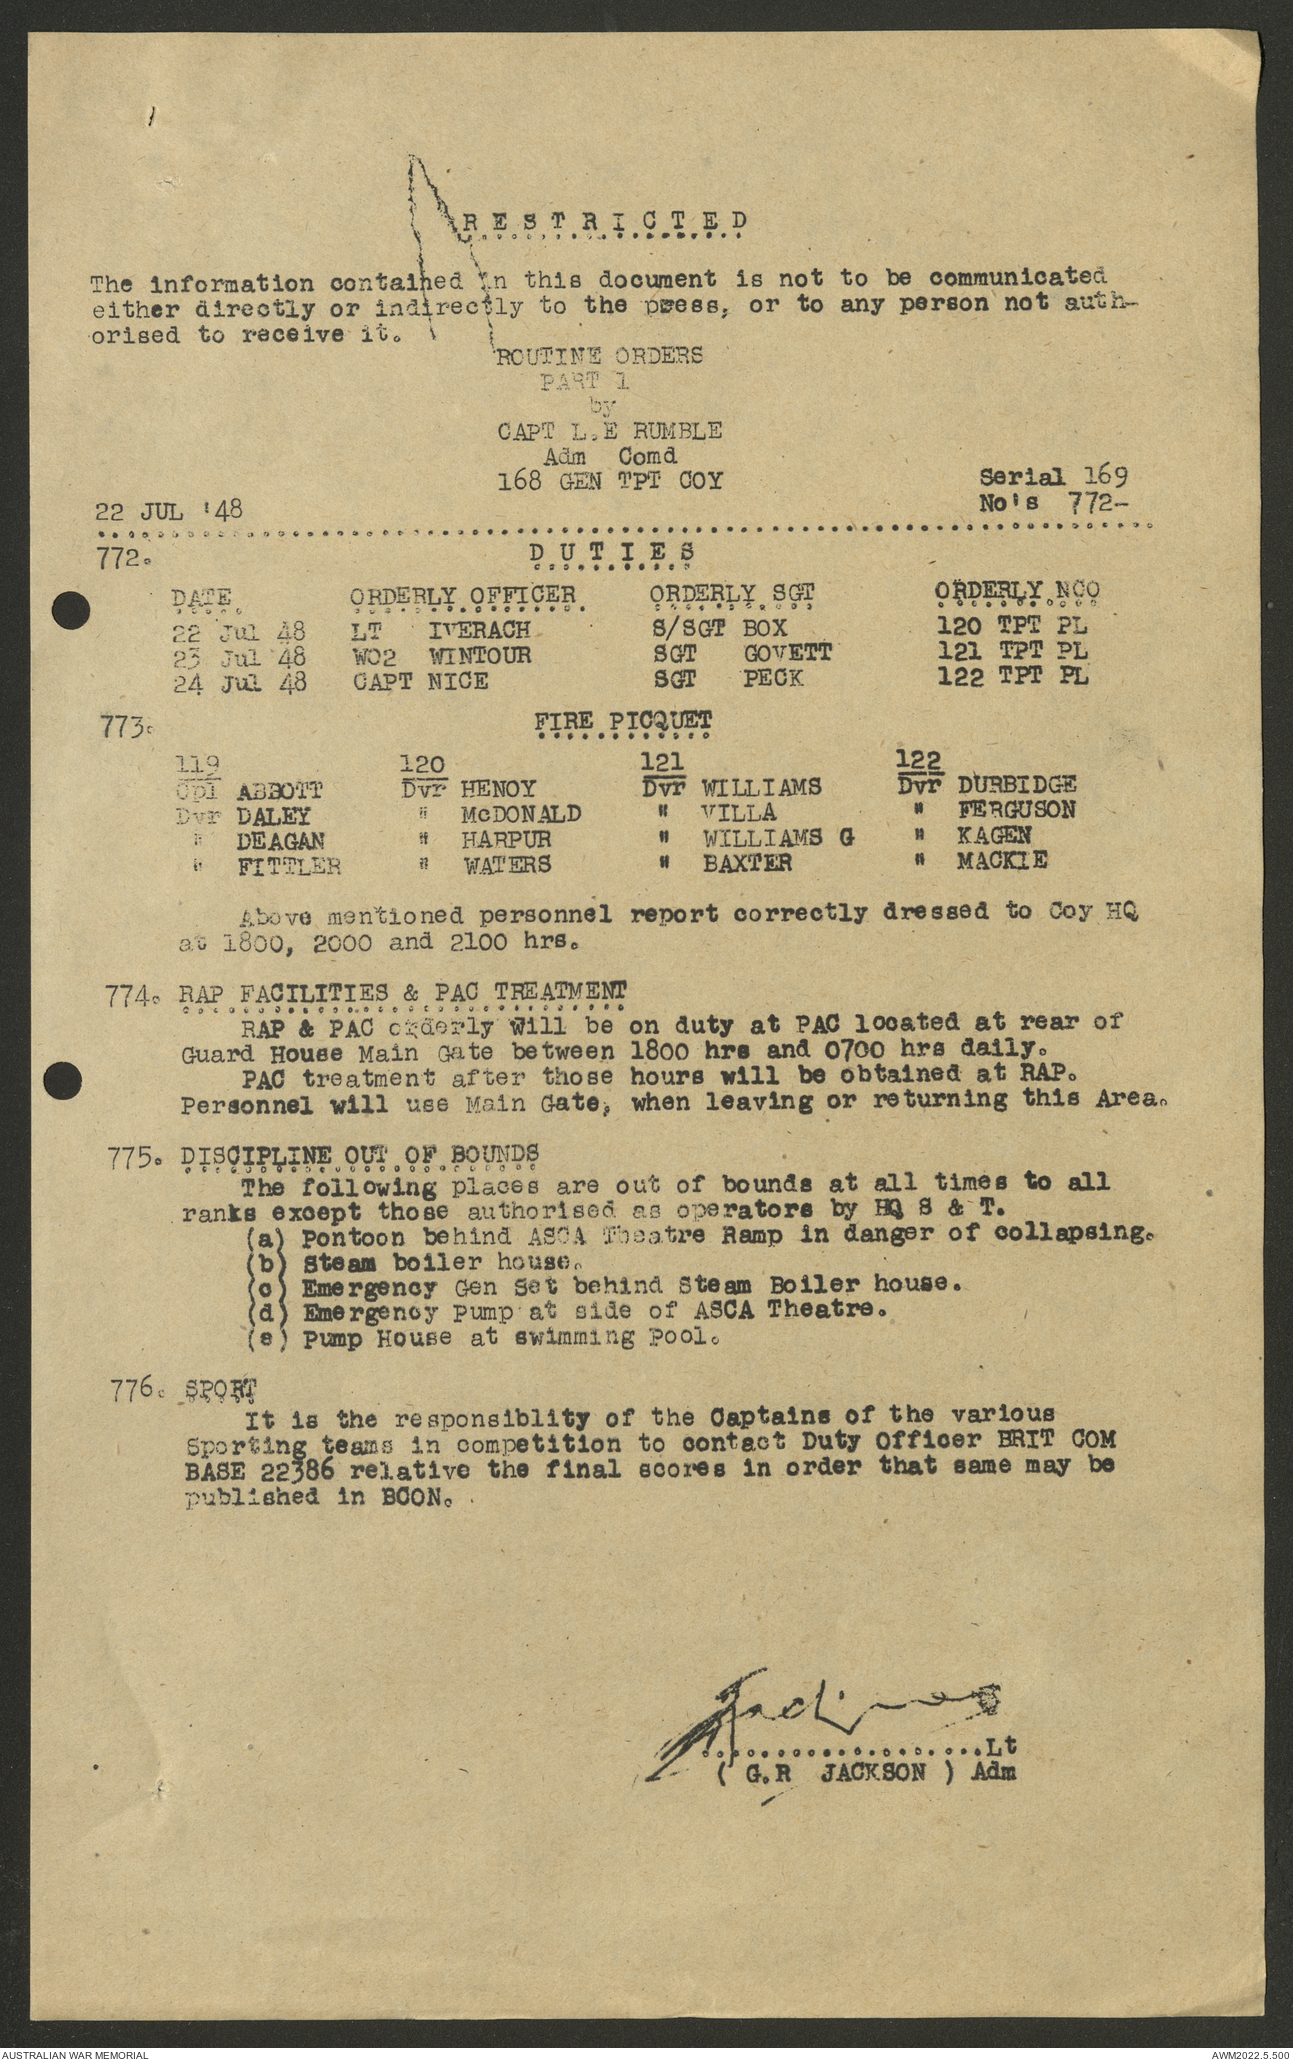 RESTRICTED
The information contained in this document is not to be communicated
either directly or indirectly to the press, or to any person not auth-
orised to receive it.
ROUTINE ORDERS
PART 1
by
CAPT L.E RUMBLE
Adm Comd
168 GEN TPT COY
Serial 169
22 JUL '48
No's 772-
772. DUTIES
DATE ORDERLY OFFICER ORDERLY SGT ORDERLY NCO
22 Jul 48 LT IVERACH S/SGT BOX 120 TPT PL
23 Jul 48 WO2 WINTOUR SGT GOVETT 121 TPT PL
24 Jul 48 CAPT NICE SGT PECK 122 TPT PL
773. FIRE PICQUET
119 120 121 122
Cpl ABBOTT Dvr HENOY Dvr WILLIAMS Dvr DURBIDGE
Dvr DALEY " McDONALD " VILLA " FERGUSON
" DEAGAN " HARPUR " WILLIAMS G " KAGEN
" FITTLER " WATERS " BAXTER " MACKIE
Above mentioned personnel report correctly dressed to Coy HQ
at 1800, 2000 and 2100 hrs.
774. RAP FACILITIES & PAC TREATMENT
RAP & PAC orderly will be on duty at PAC located at rear of
Guard House Main Gate between 1800 hrs and 0700 hrs daily.
PAC treatment after those hours will be obtained at RAP.
Personnel will use Main Gate, when leaving or returning this Area.
775. DISCIPLINE OUT OF BOUNDS
The following places are out of bounds at all times to all
ranks except those authorised as operators by HQ S & T.
(a) Pontoon behind ASCA Theatre Ramp in danger of collapsing.
(b) Steam boiler house.
(c) Emergency Gen Set behind Steam Boiler house.
(d) Emergency Pump at side of ASCA Theatre.
(e) Pump House at swimming Pool.
776. SPORT
It is the responsiblity of the Captains of the various
Sporting teams in competition to contact Duty Officer BRIT COM
BASE 22386 relative the final scores in order that same may be
published in BCON.
....................Lt
( G.R JACKSON ) Adm
AUSTRALIAN WAR MEMORIAL
AWM2022.5.500